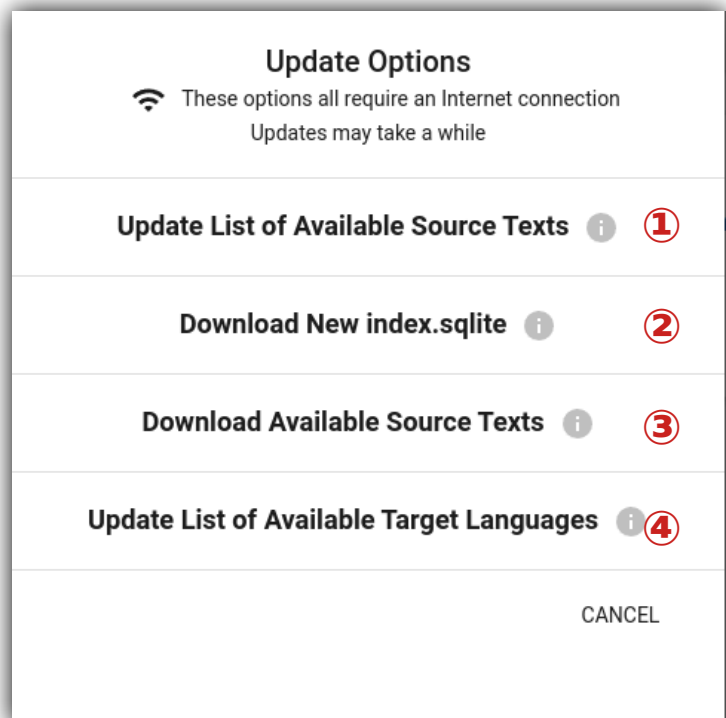 Update Options
These options all require an Internet connection
Updates may take a while
Update List of Available Source Texts ①
Download New index.sqlite ②
Download Available Source Texts ③
Update List of Available Target Languages ④
CANCEL